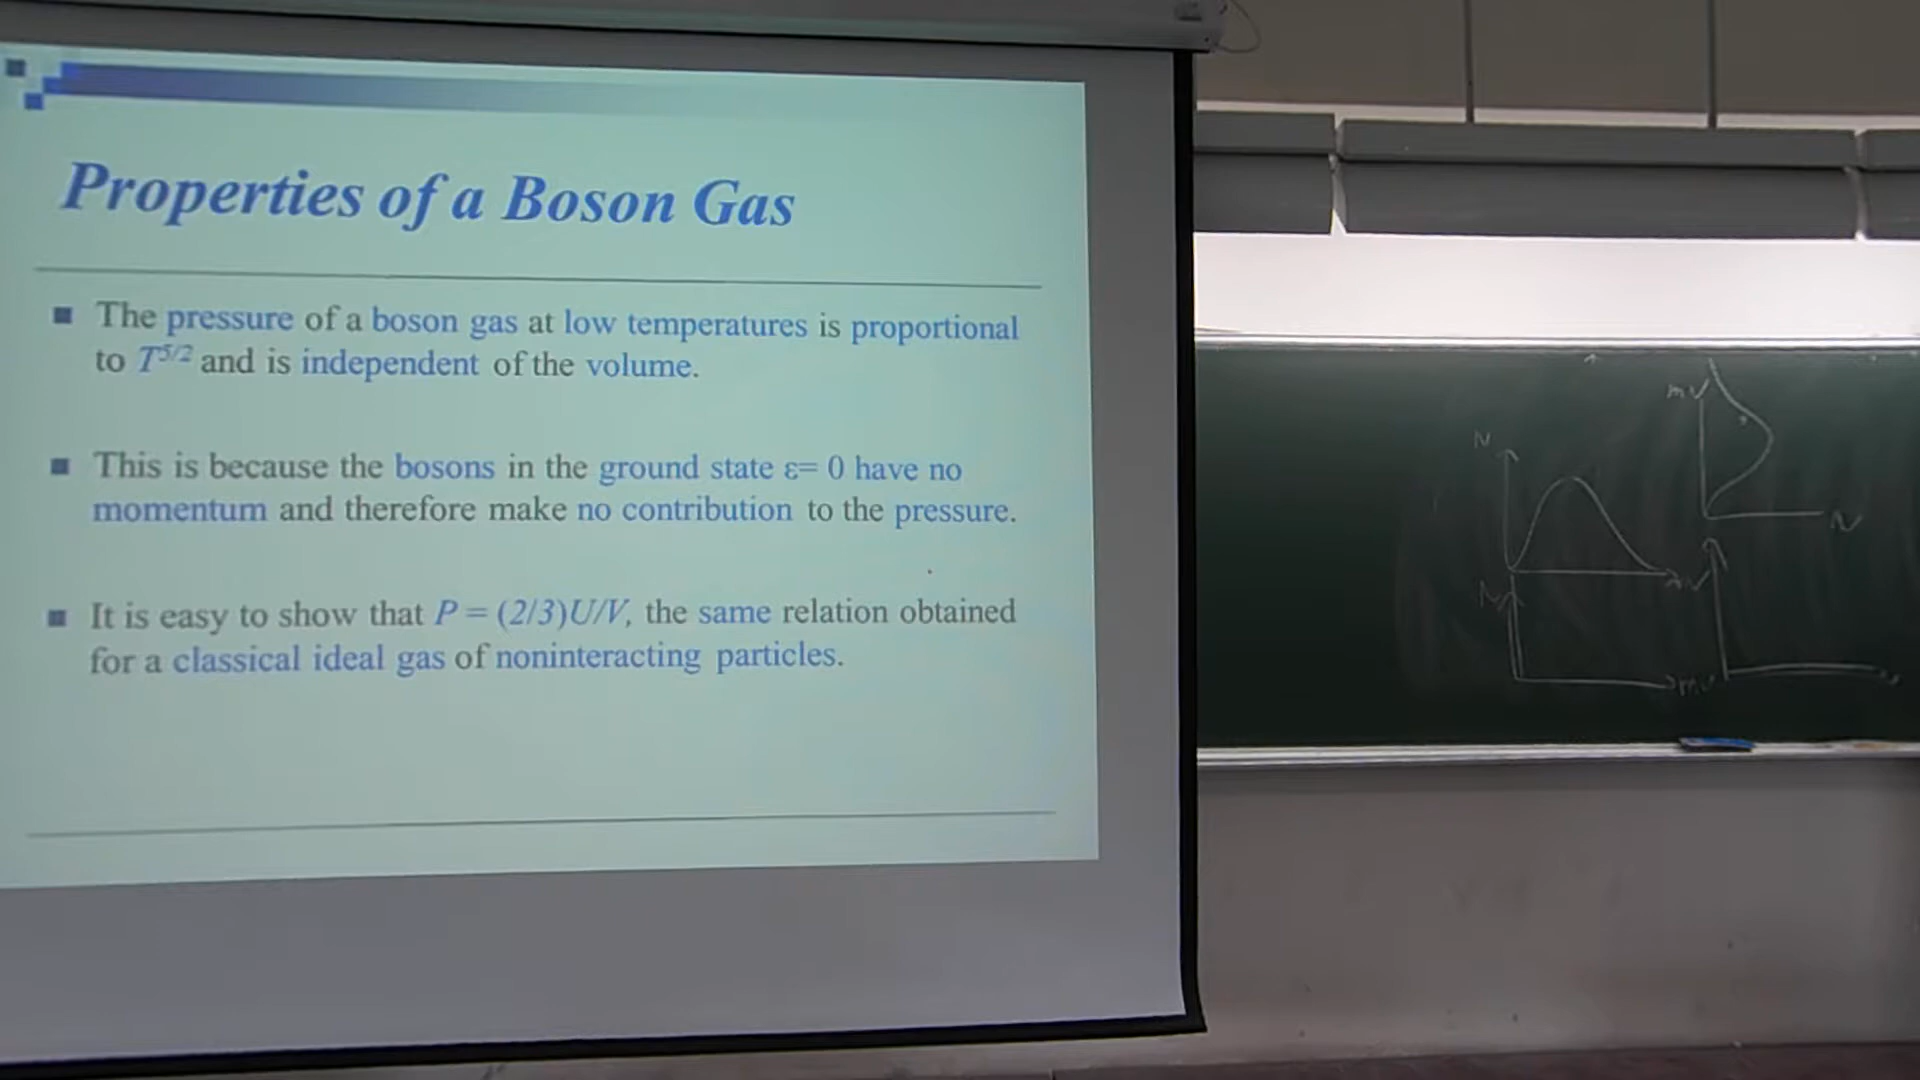 Properties of a Boson Gas
The pressure of a boson gas at low temperatures is proportional
to T^5/2 and is independent of the volume.
This is because the bosons in the ground state ε= 0 have no
momentum and therefore make no contribution to the pressure.
It is easy to show that P = (2/3)U/V, the same relation obtained
for a classical ideal gas of noninteracting particles.
mv
N
N
mv
N
mv